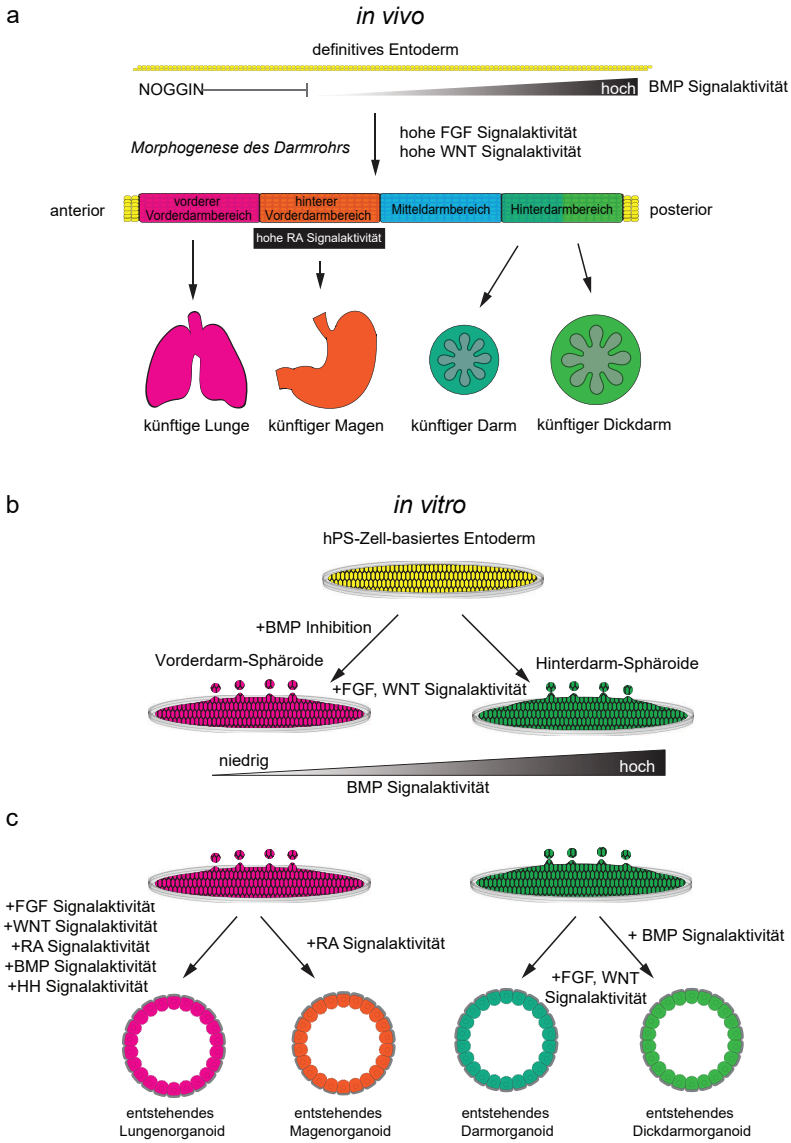 a
in vivo
definitives Entoderm
NOGGIN
hoch
BMP Signalaktivität
Morphogenese des Darmrohrs
hohe FGF Signalaktivität
hohe WNT Signalaktivität
anterior
vorderer
Vorderdarmbereich
hinterer
Vorderdarmbereich
Mitteldarmbereich
Hinterdarmbereich
posterior
hohe RA Signalaktivität
künftige Lunge
künftiger Magen
künftiger Darm
künftiger Dickdarm
b
in vitro
hPS-Zell-basiertes Entoderm
+BMP Inhibition
Vorderdarm-Sphäroide
Hinterdarm-Sphäroide
+FGF, WNT Signalaktivität
niedrig
hoch
BMP Signalaktivität
c
+FGF Signalaktivität
+WNT Signalaktivität
+RA Signalaktivität
+BMP Signalaktivität
+HH Signalaktivität
+RA Signalaktivität
+ BMP Signalaktivität
+FGF, WNT
Signalaktivität
entstehendes
Lungenorganoid
entstehendes
Magenorganoid
entstehendes
Darmorganoid
entstehendes
Dickdarmorganoid